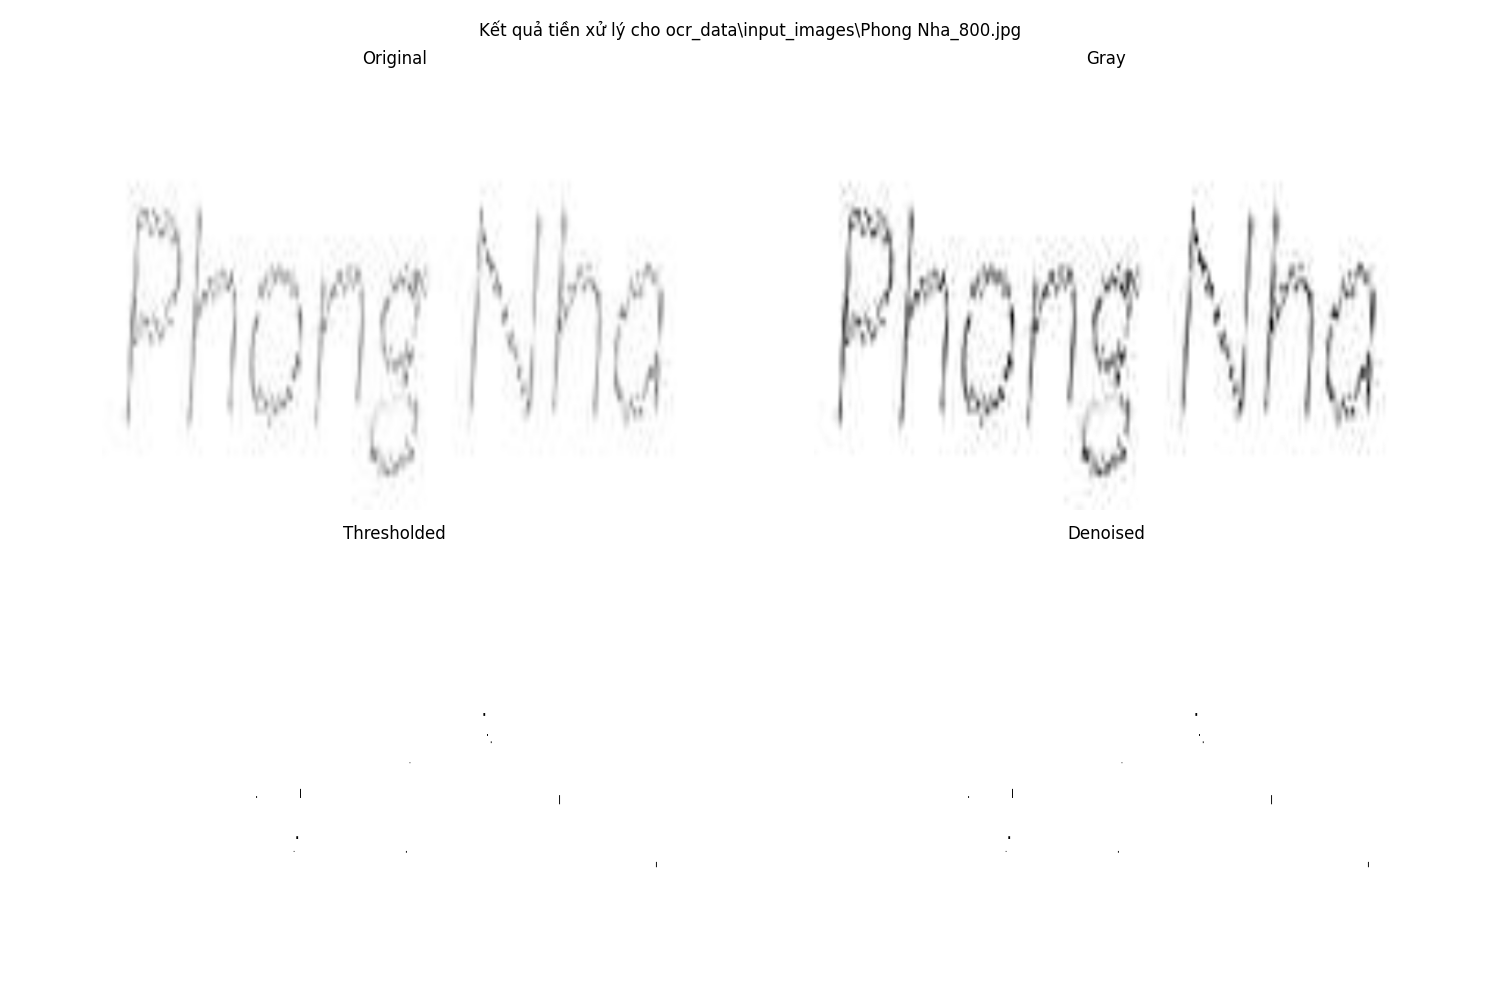 Kết quả tiền xử lý cho ocr_data\input_images\Phong Nha_800.jpg
Original
Gray
Phong Nha
Phong Nha
Thresholded
Denoised